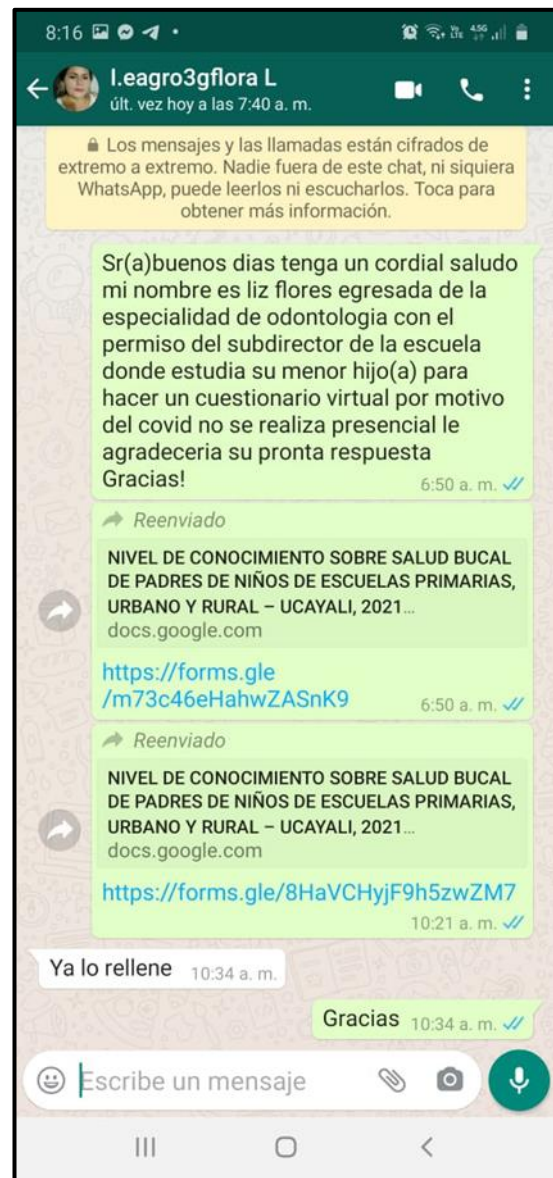 8:16
l.eagro3gflora L
últ. vez hoy a las 7:40 a. m.
Los mensajes y las llamadas están cifrados de
extremo a extremo. Nadie fuera de este chat, ni siquiera
WhatsApp, puede leerlos ni escucharlos. Toca para
obtener más información.
Sr(a)buenos dias tenga un cordial saludo
mi nombre es liz flores egresada de la
especialidad de odontologia con el
permiso del subdirector de la escuela
donde estudia su menor hijo(a) para
hacer un cuestionario virtual por motivo
del covid no se realiza presencial le
agradeceria su pronta respuesta
Gracias!
6:50 a. m.
Reenviado
NIVEL DE CONOCIMIENTO SOBRE SALUD BUCAL
DE PADRES DE NIÑOS DE ESCUELAS PRIMARIAS,
URBANO Y RURAL – UCAYALI, 2021...
docs.google.com
https://forms.gle
/m73c46eHahwZASnK9
6:50 a. m.
Reenviado
NIVEL DE CONOCIMIENTO SOBRE SALUD BUCAL
DE PADRES DE NIÑOS DE ESCUELAS PRIMARIAS,
URBANO Y RURAL – UCAYALI, 2021...
docs.google.com
https://forms.gle/8HaVCHyjF9h5zwZM7
10:21 a. m.
Ya lo rellene 10:34 a. m.
Gracias 10:34 a. m.
Escribe un mensaje